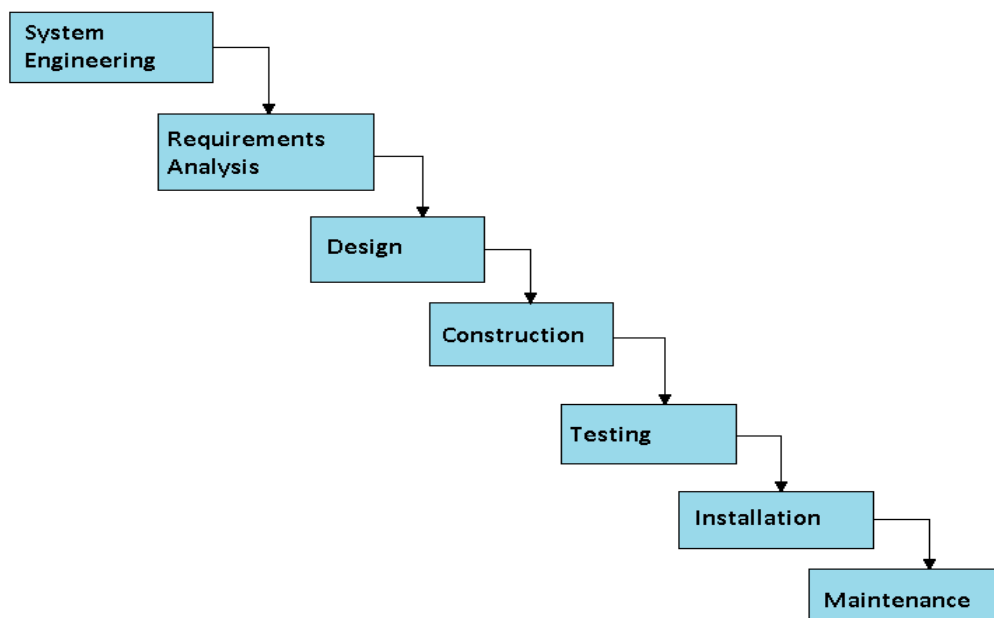 System
Engineering
Requirements
Analysis
Design
Construction
Testing
Installation
Maintenance